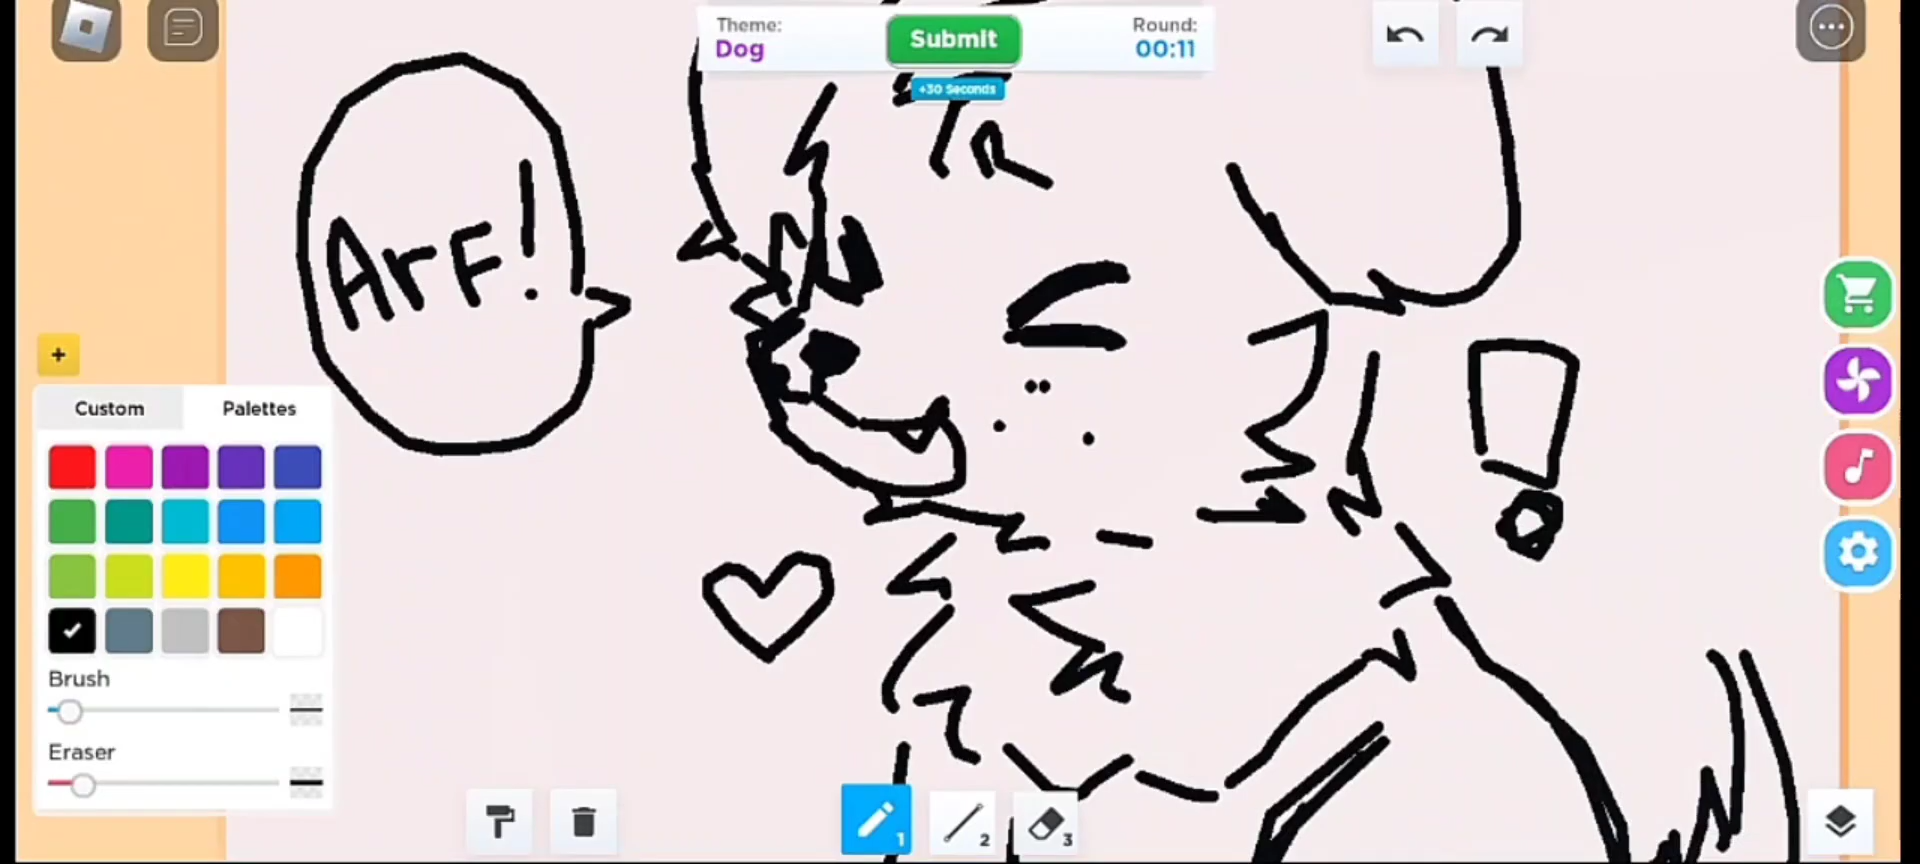 Theme:
Dog
Submit
Round:
00:11
+30 Seconds
Arf!
Custom
Palettes
Brush
Eraser
1
2
3